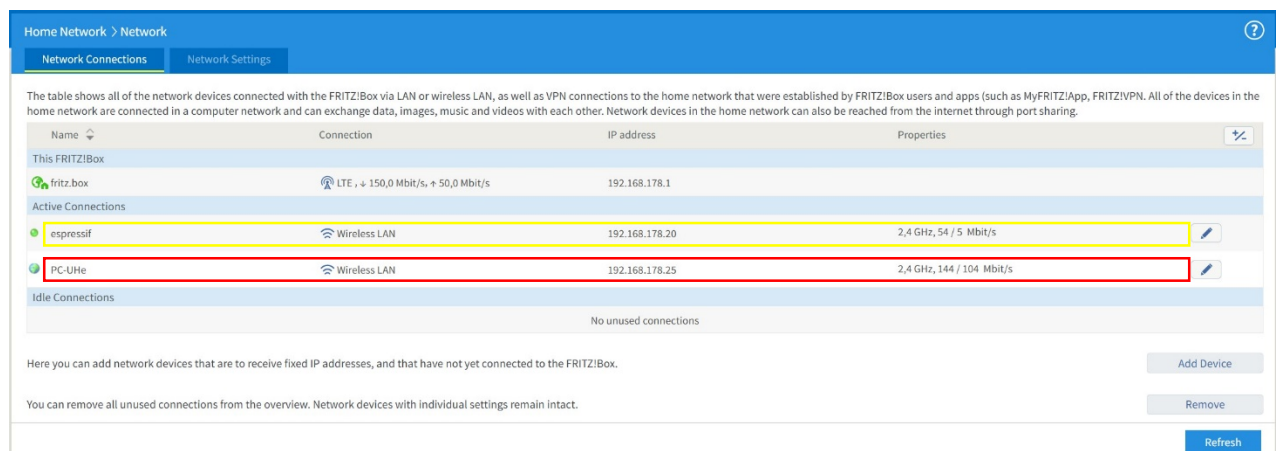 Home Network > Network
Network Connections Network Settings
The table shows all of the network devices connected with the FRITZ!Box via LAN or wireless LAN, as well as VPN connections to the home network that were established by FRITZ!Box users and apps (such as MyFRITZ!App, FRITZ!VPN. All of the devices in the
home network are connected in a computer network and can exchange data, images, music and videos with each other. Network devices in the home network can also be reached from the internet through port sharing.
Name Connection IP address Properties +/-
This FRITZ!Box
fritz.box LTE , ↓ 150,0 Mbit/s, ↑ 50,0 Mbit/s 192.168.178.1
Active Connections
espressif Wireless LAN 192.168.178.20 2,4 GHz, 54 / 5 Mbit/s
PC-UHe Wireless LAN 192.168.178.25 2,4 GHz, 144 / 104 Mbit/s
Idle Connections
No unused connections
Here you can add network devices that are to receive fixed IP addresses, and that have not yet connected to the FRITZ!Box. Add Device
You can remove all unused connections from the overview. Network devices with individual settings remain intact. Remove
Refresh